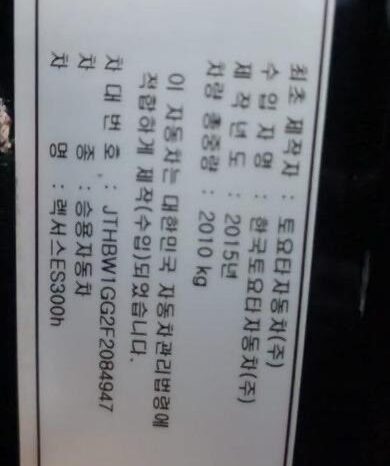 최초 제작자 : 토요타자동차(주)
수 입 자 명 : 한국토요타자동차(주)
제 작 년 도 : 2015년
차량 총중량 : 2010 kg
이 자동차는 대한민국 자동차관리법령에
적합하게 제작(수입)되었습니다.
차 대 번 호 : JTHBW1GG2F2084947
차 종 : 승용자동차
차 명 : 렉서스ES300h